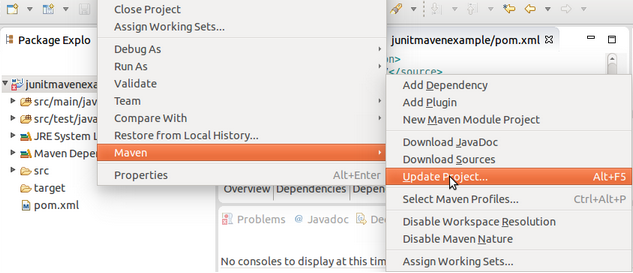 Close Project
Assign Working Sets...
Debug As
Run As
Validate
Team
Compare With
Restore from Local History...
Maven
Properties Alt+Enter
Package Explo
junitmavenexa
src/main/jav
src/test/java
JRE System L
Maven Depe
src
target
pom.xml
junitmavenexample/pom.xml
on>
</source>
Add Dependency
Add Plugin
New Maven Module Project
Download JavaDoc
Download Sources
Update Project... Alt+F5
Select Maven Profiles... Ctrl+Alt+P
Disable Workspace Resolution
Disable Maven Nature
Assign Working Sets...
Overview Dependencies Depen
Problems @ Javadoc Dec
No consoles to display at this tim